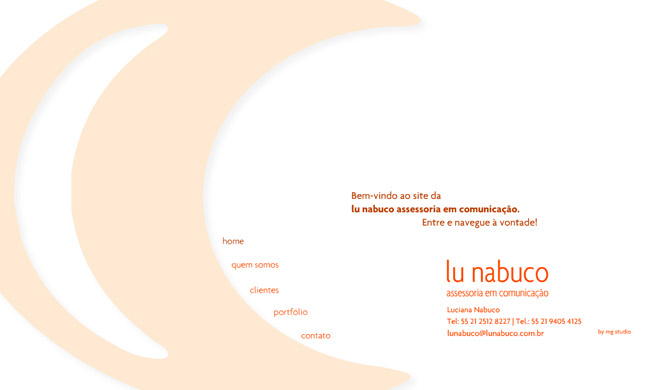 Bem-vindo ao site da
lu nabuco assessoria em comunicação.
Entre e navegue à vontade!
home
quem somos
clientes
portfólio
contato
lu nabuco
assessoria em comunicação
Luciana Nabuco
Tel: 55 21 2512 8227 | Tel.: 55 21 9405 4125
lunabuco@lunabuco.com.br
by mg studio